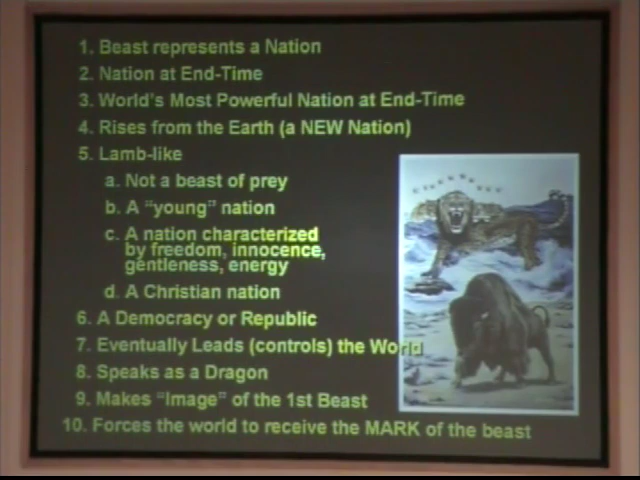 1. Beast represents a Nation
2. Nation at End-Time
3. World's Most Powerful Nation at End-Time
4. Rises from the Earth (a NEW Nation)
5. Lamb-like
a. Not a beast of prey
b. A “young” nation
c. A nation characterized
by freedom, innocence,
gentleness, energy
d. A Christian nation
6. A Democracy or Republic
7. Eventually Leads (controls) the World
8. Speaks as a Dragon
9. Makes “Image” of the 1st Beast
10. Forces the world to receive the MARK of the beast